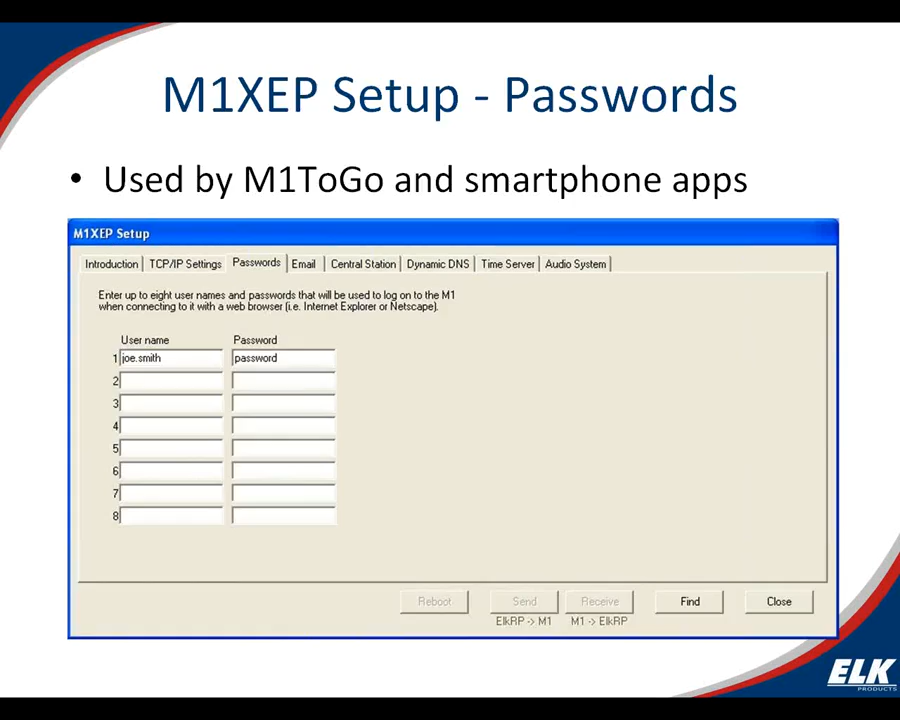 M1XEP Setup - Passwords
• Used by M1ToGo and smartphone apps
M1XEP Setup
Introduction TCP/IP Settings Passwords Email Central Station Dynamic DNS Time Server Audio System
Enter up to eight user names and passwords that will be used to log on to the M1
when connecting to it with a web browser (i.e. Internet Explorer or Netscape).
User name Password
1 joe.smith password
2
3
4
5
6
7
8
Reboot Send Receive Find Close
ElkRP -> M1 M1 -> ElkRP
ELK
PRODUCTS